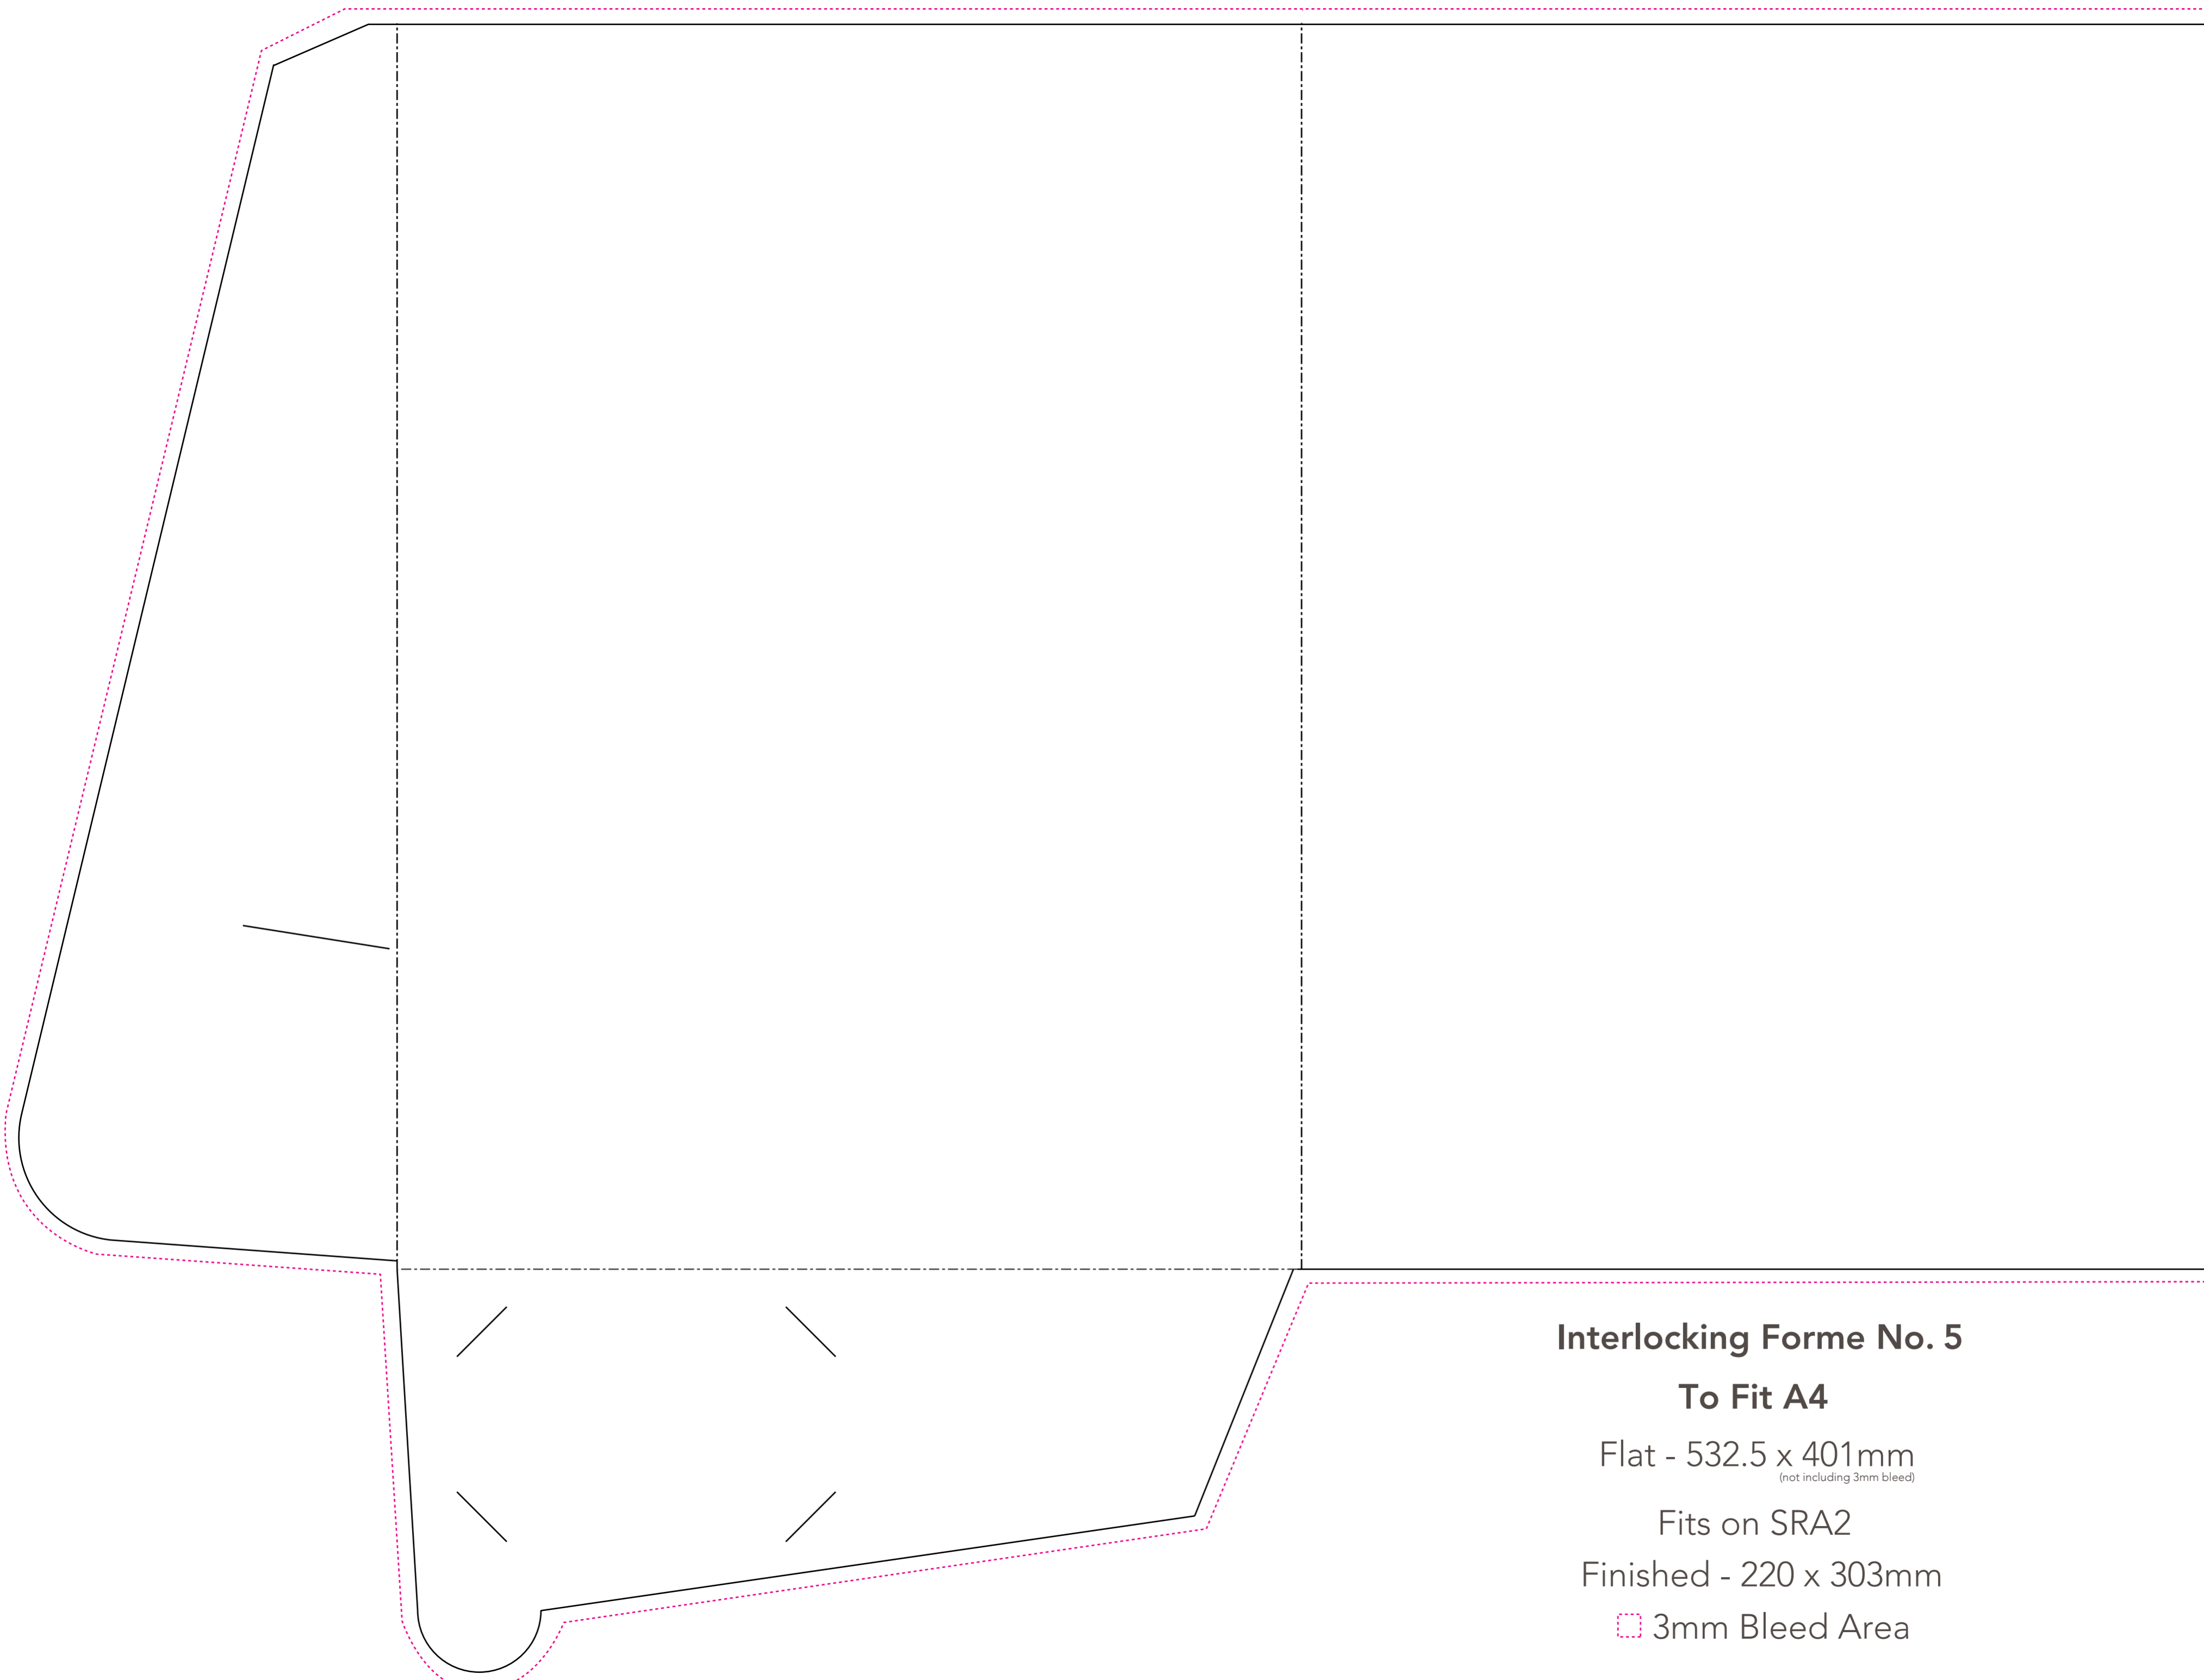 Interlocking Forme No. 5
To Fit A4
Flat - 532.5 x 401mm
(not including 3mm bleed)
Fits on SRA2
Finished - 220 x 303mm
3mm Bleed Area